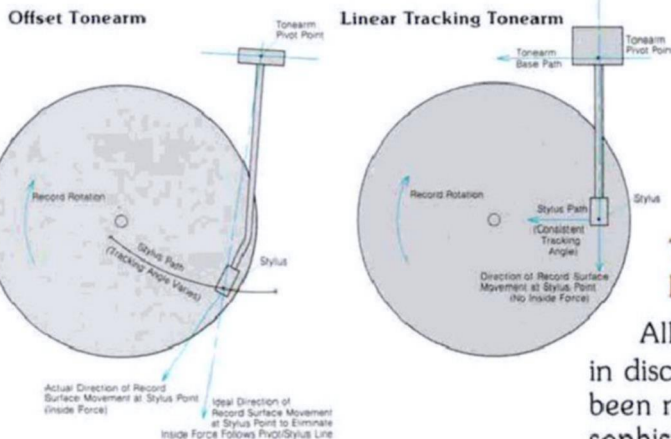 Offset Tonearm
Tonearm
Pivot Point
Record Rotation
Stylus Path
(Tracking Angle Varies)
Stylus
Actual Direction of Record
Surface Movement at Stylus Point
(Inside Force)
Ideal Direction of
Record Surface Movement
at Stylus Point to Eliminate
Inside Force Follows Pivot/Stylus Line
Linear Tracking Tonearm
Tonearm
Base Path
Tonearm
Pivot Point
Record Rotation
Stylus Path
(Consistent
Tracking
Angle)
Stylus
Direction of Record Surface
Movement at Stylus Point
(No Inside Force)
All
in disc
been